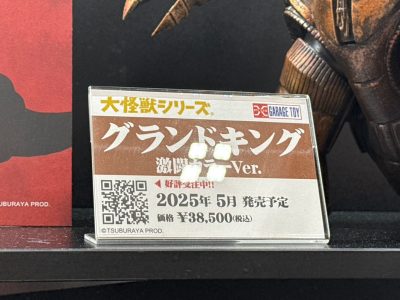 大怪獣シリーズ®
GARAGE TOY
グランドキング
激闘 Ver.
◀ 好評受注中!!
2025年 5月 発売予定
価格 ¥38,500(税込)
©TSUBURAYA PROD.
TSUBURAYA PROD.